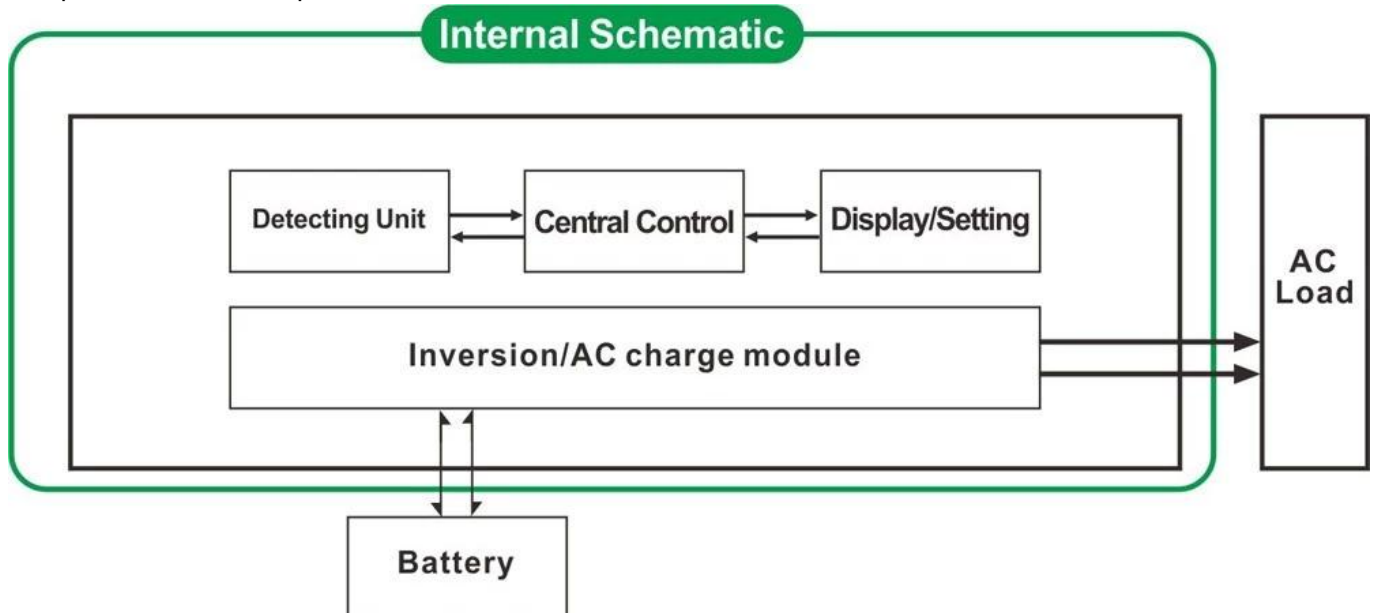 Internal Schematic
Detecting Unit
Central Control
Display/Setting
AC
Load
Inversion/AC charge module
Battery